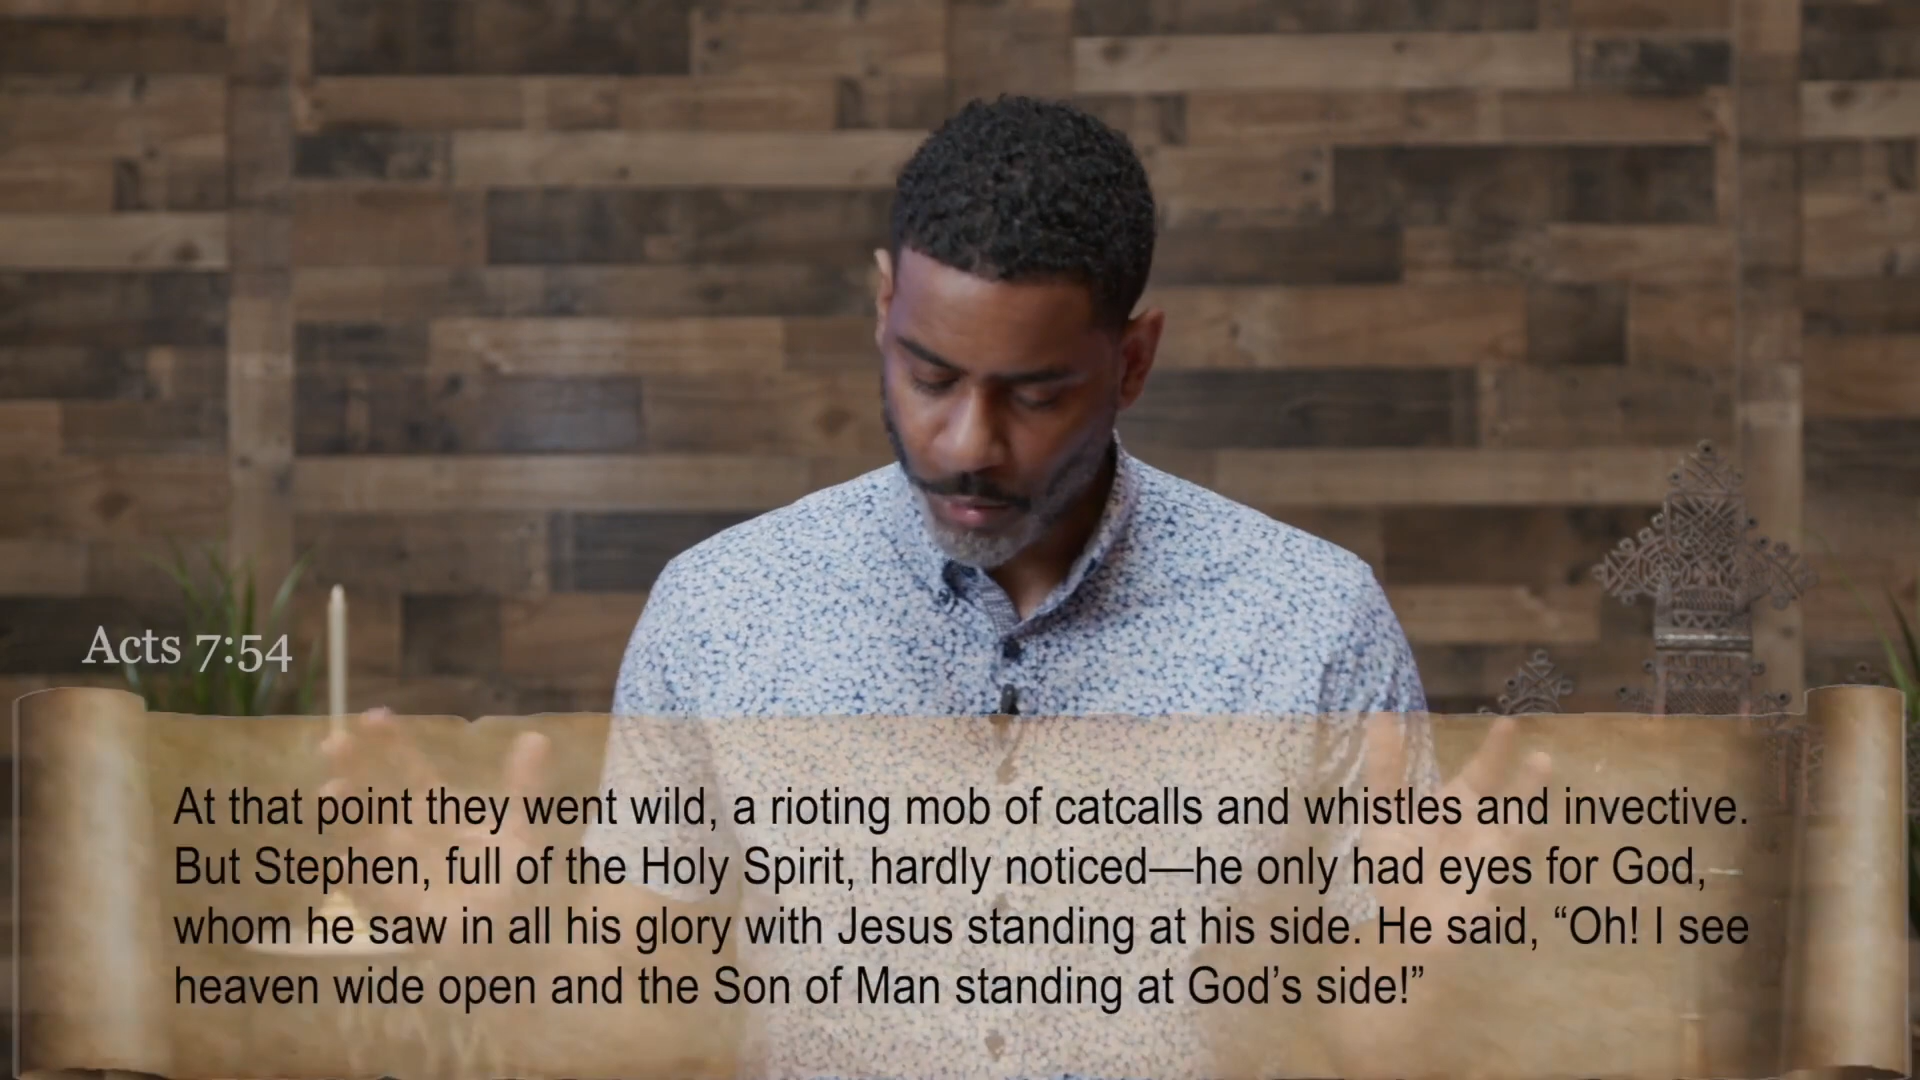 Acts 7:54
At that point they went wild, a rioting mob of catcalls and whistles and invective.
But Stephen, full of the Holy Spirit, hardly noticed—he only had eyes for God,
whom he saw in all his glory with Jesus standing at his side. He said, “Oh! I see
heaven wide open and the Son of Man standing at God’s side!”